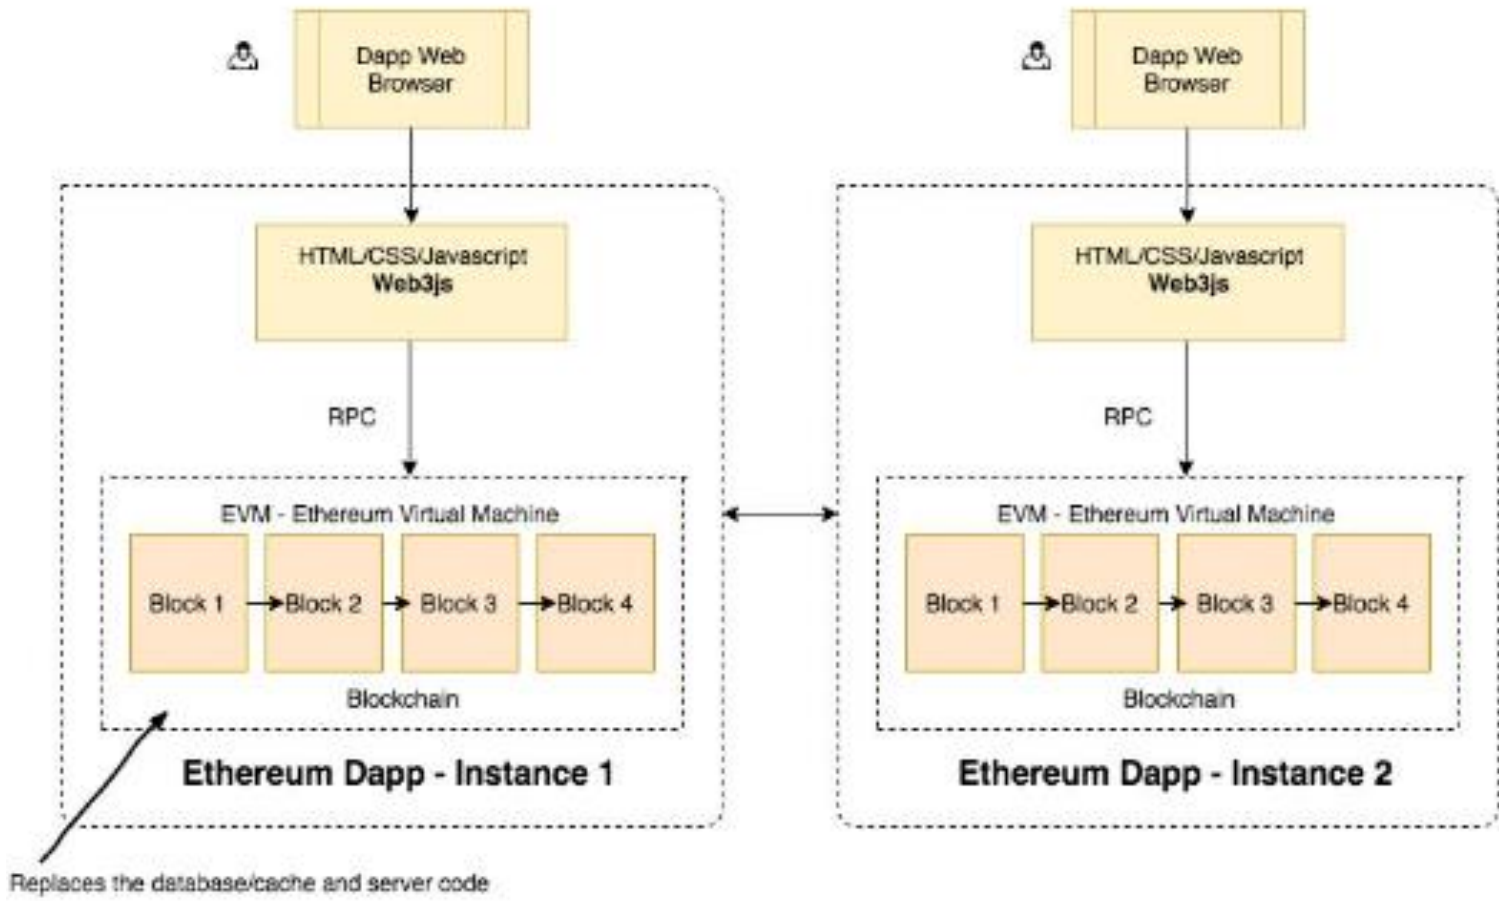 Dapp Web
Browser
HTML/CSS/Javascript
Web3js
RPC
EVM - Ethereum Virtual Machine
Block 1
Block 2
Block 3
Block 4
Blockchain
Ethereum Dapp - Instance 1
Replaces the database/cache and server code
Dapp Web
Browser
HTML/CSS/Javascript
Web3js
RPC
EVM - Ethereum Virtual Machine
Block 1
Block 2
Block 3
Block 4
Blockchain
Ethereum Dapp - Instance 2